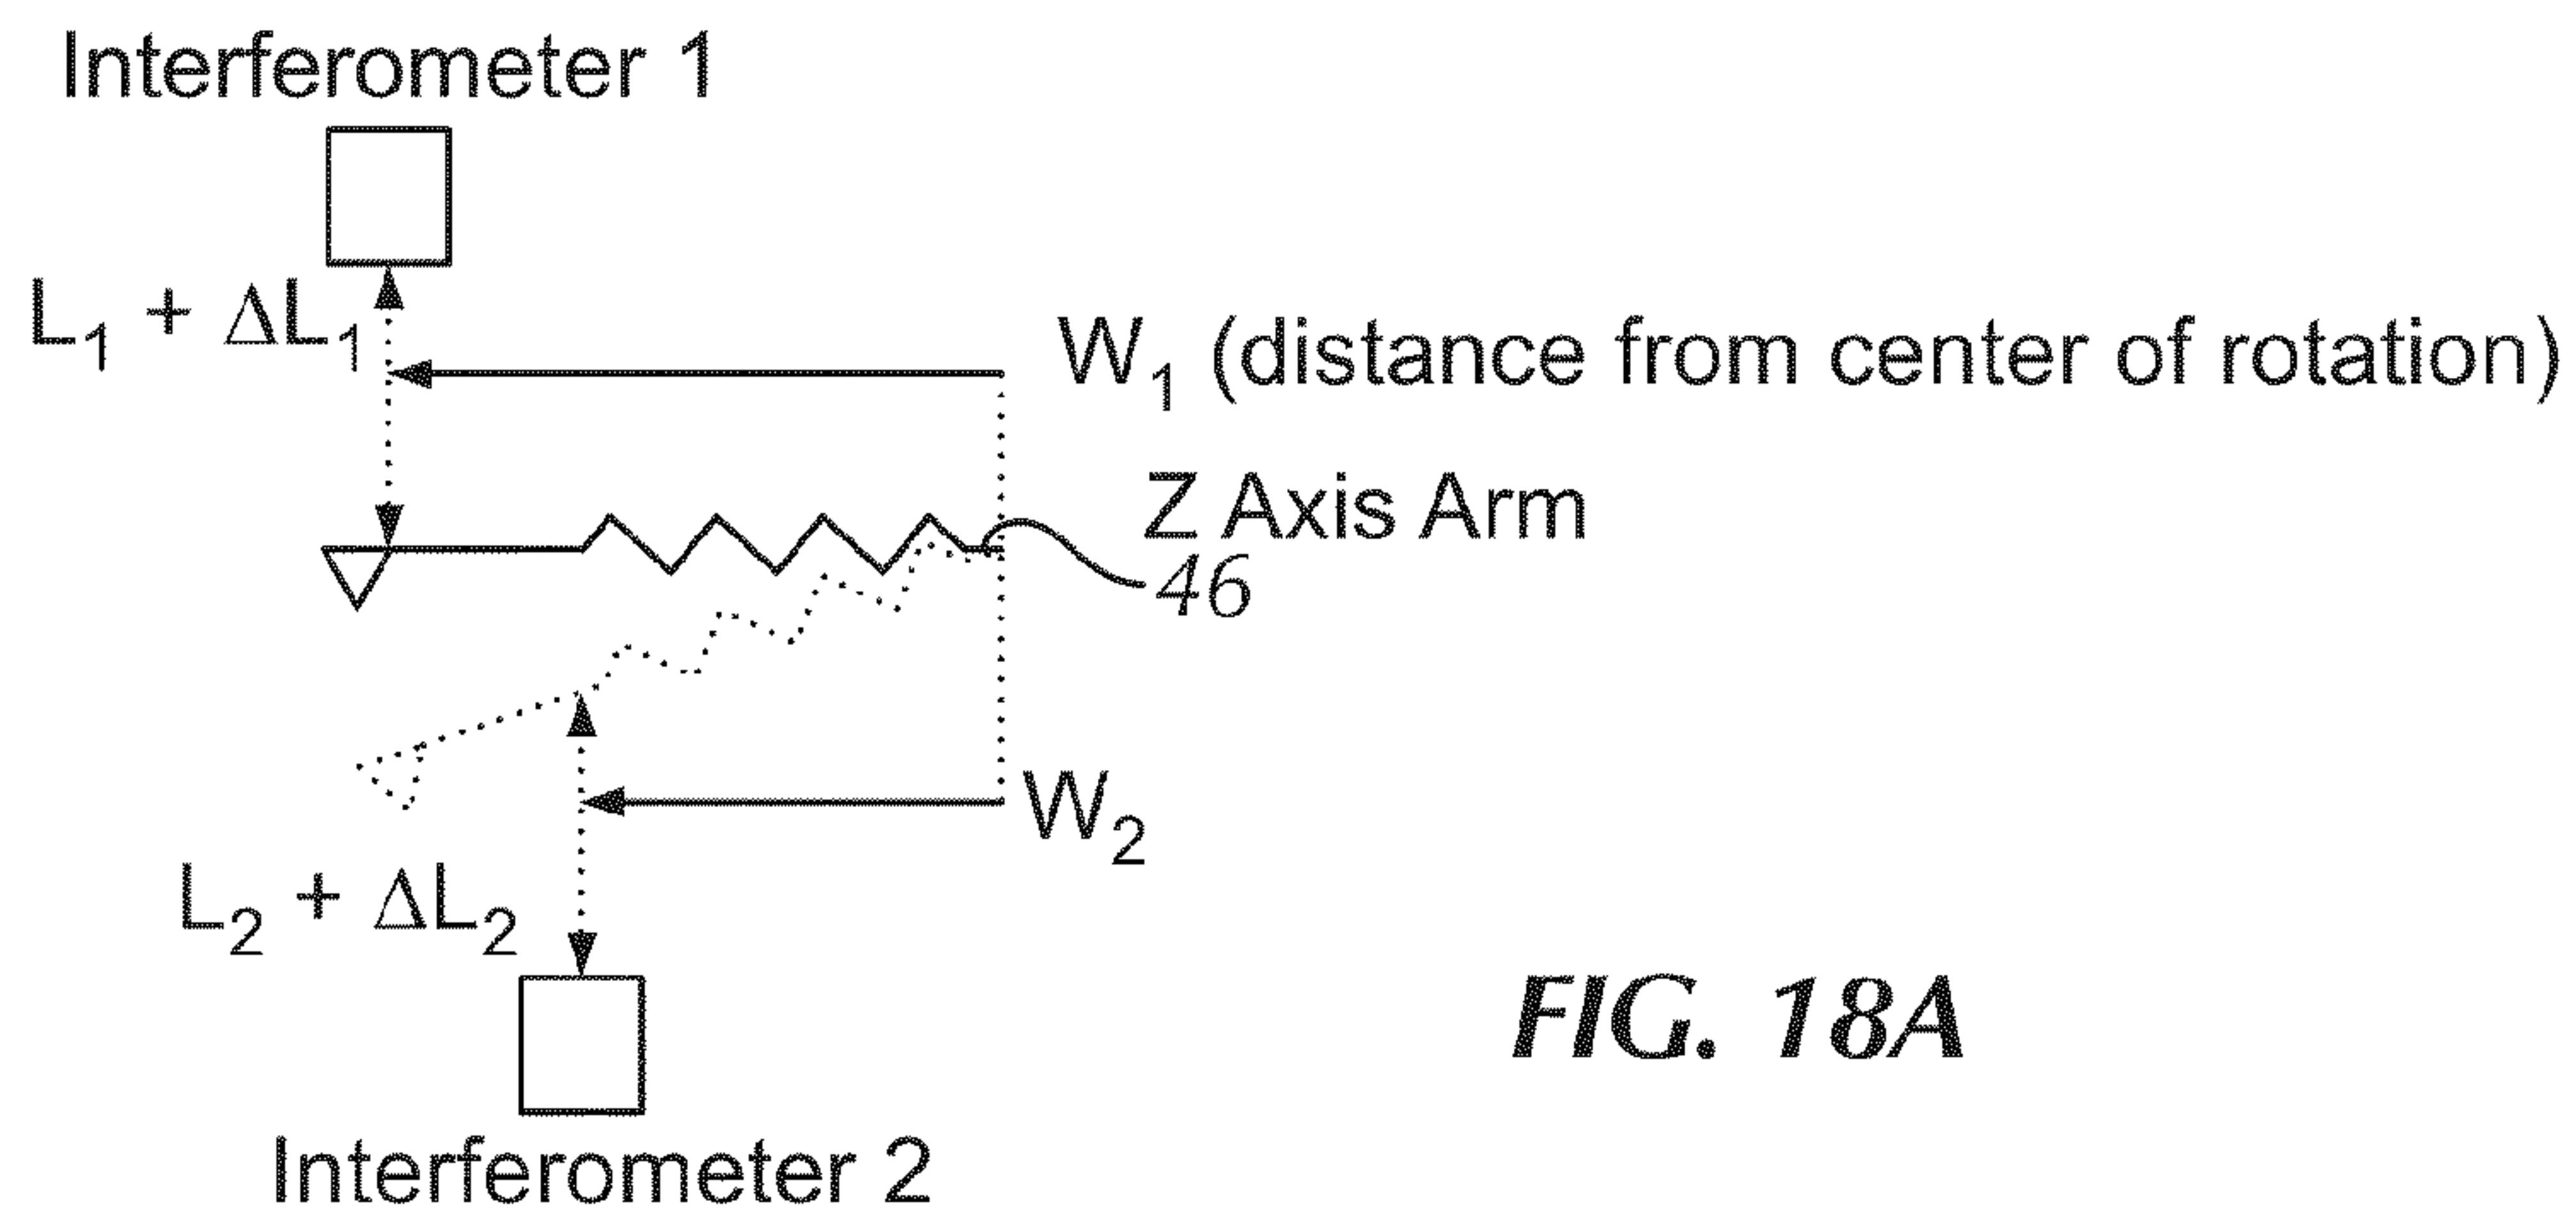 Interferometer 1
L₁ + ΔL₁
W₁ (distance from center of rotation)
Z Axis Arm
46
W₂
L₂ + ΔL₂
Interferometer 2
FIG. 18A